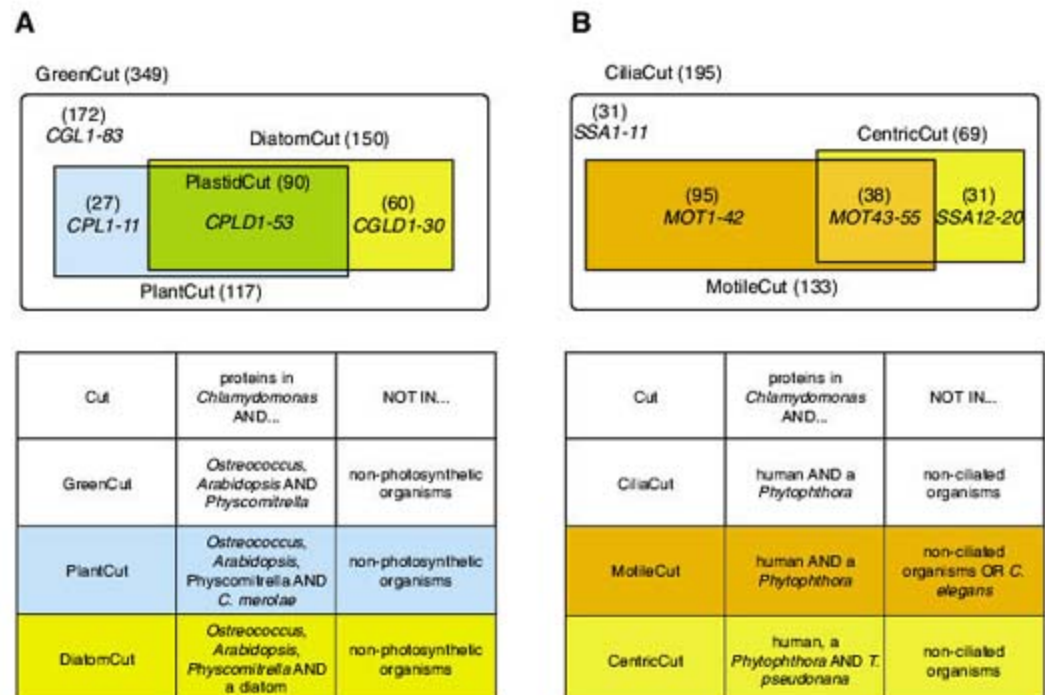 A
GreenCut (349)
(172)
CGL1-83
DiatomCut (150)
PlastidCut (90)
(27)
CPL1-11
CPLD1-53
(60)
CGLD1-30
PlantCut (117)
Cut
proteins in
Chlamydomonas
AND...
NOT IN...
GreenCut
Ostreococcus,
Arabidopsis AND
Physcomitrella
non-photosynthetic
organisms
PlantCut
Ostreococcus,
Arabidopsis,
Physcomitrella AND
C. merolae
non-photosynthetic
organisms
DiatomCut
Ostreococcus,
Arabidopsis,
Physcomitrella AND
a diatom
non-photosynthetic
organisms
B
CiliaCut (195)
(31)
SSA1-11
CentricCut (69)
(95)
MOT1-42
(38)
MOT43-55
(31)
SSA12-20
MotileCut (133)
Cut
proteins in
Chlamydomonas
AND...
NOT IN...
CiliaCut
human AND a
Phytophthora
non-ciliated
organisms
MotileCut
human AND a
Phytophthora
non-ciliated
organisms OR C.
elegans
CentricCut
human, a
Phytophthora AND T.
pseudonana
non-ciliated
organisms